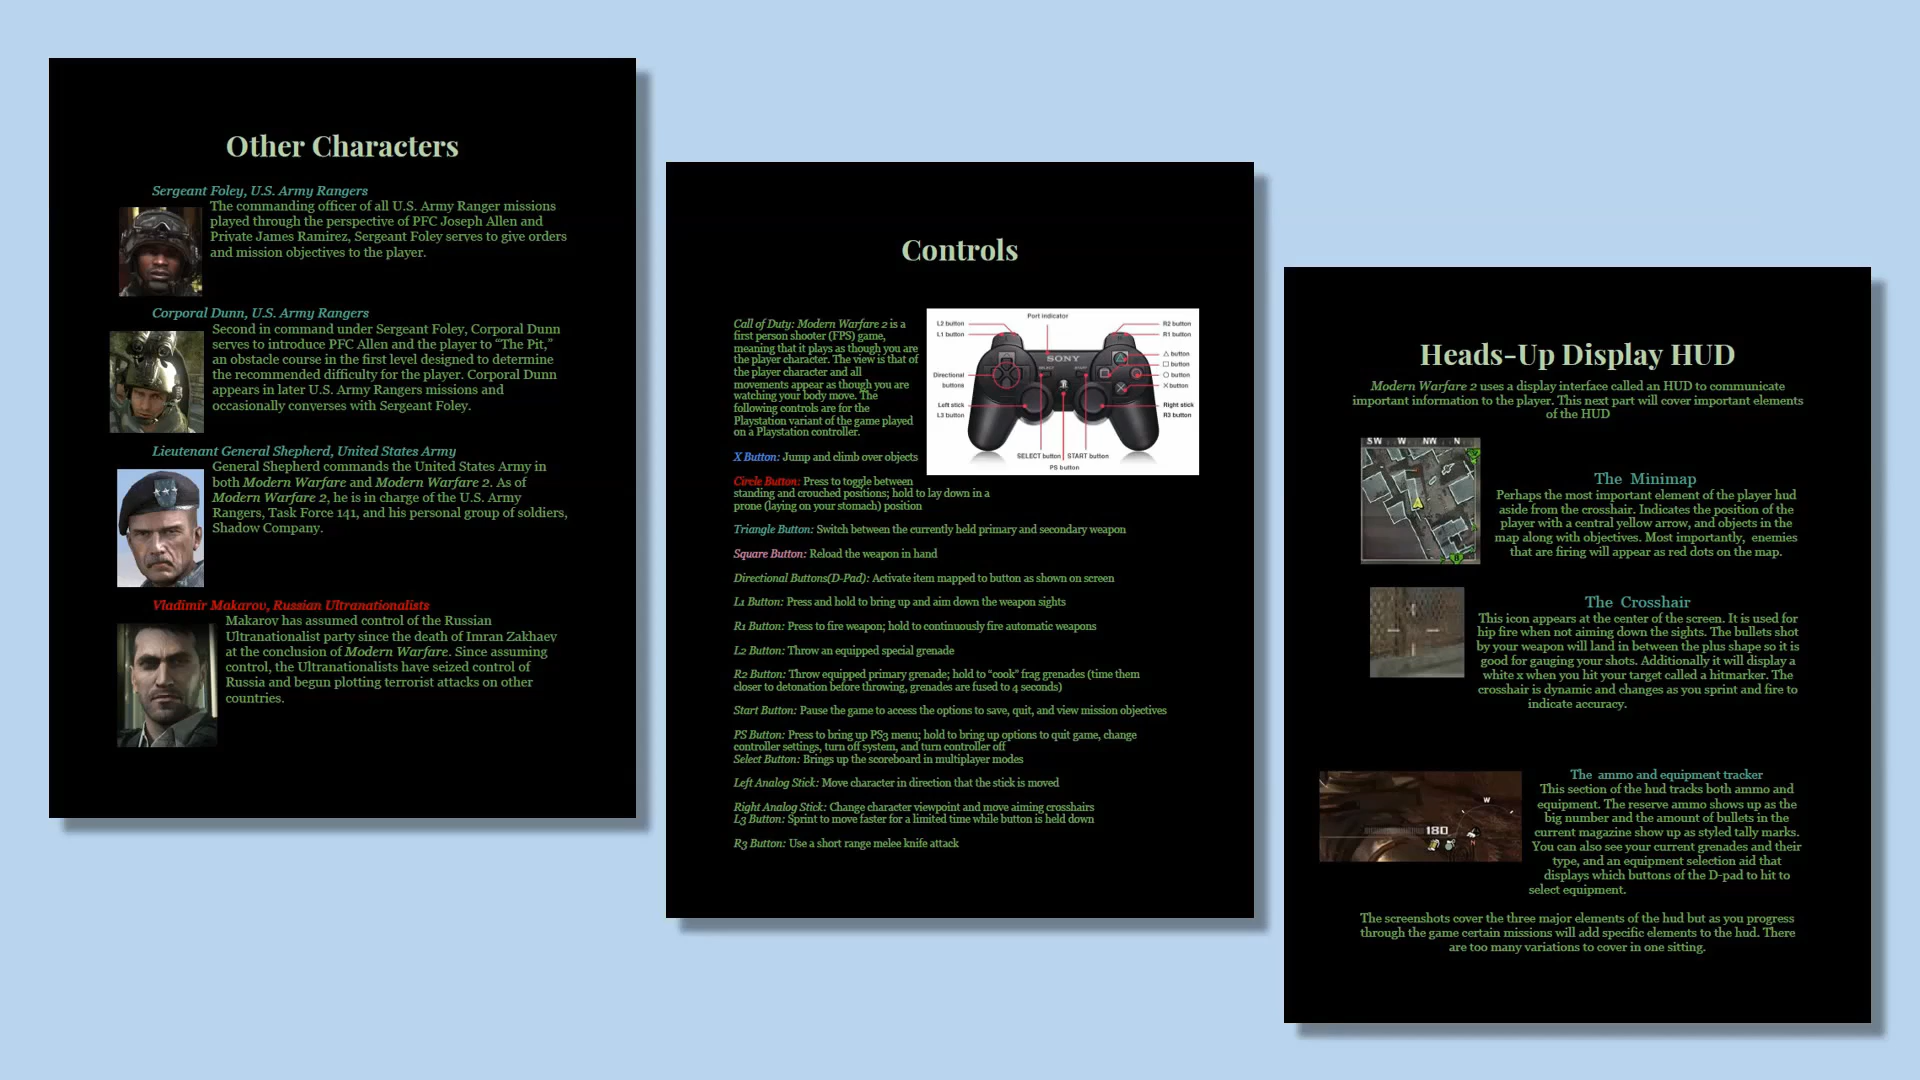 Other Characters
Sergeant Foley, U.S. Army Rangers
The commanding officer of all U.S. Army Ranger missions
played through the perspective of PFC Joseph Allen and
Private James Ramirez, Sergeant Foley serves to give orders
and mission objectives to the player.
Corporal Dunn, U.S. Army Rangers
Second in command under Sergeant Foley, Corporal Dunn
serves to introduce PFC Allen and the player to “The Pit,”
an obstacle course in the first level designed to determine
the recommended difficulty for the player. Corporal Dunn
appears in later U.S. Army Rangers missions and
occasionally converses with Sergeant Foley.
Lieutenant General Shepherd, United States Army
General Shepherd commands the United States Army in
both Modern Warfare and Modern Warfare 2. As of
Modern Warfare 2, he is in charge of the U.S. Army
Rangers, Task Force 141, and his personal group of soldiers,
Shadow Company.
Vladimir Makarov, Russian Ultranationalists
Makarov has assumed control of the Russian
Ultranationalist party since the death of Imran Zakhaev
at the conclusion of Modern Warfare. Since assuming
control, the Ultranationalists have seized control of
Russia and begun plotting terrorist attacks on other
countries.
Controls
Call of Duty: Modern Warfare 2 is a
first person shooter (FPS) game,
meaning that it plays as though you are
the player character. The view is that of
the player character and all
movements appear as though you are
watching your body move. The
following controls are for the
Playstation variant of the game played
on a Playstation controller.
Port indicator
L2 button
L1 button
R2 button
R1 button
SONY
SELECT
START
△ button
□ button
○ button
✕ button
Directional
buttons
Left stick
L3 button
Right stick
R3 button
SELECT button
START button
PS button
X Button: Jump and climb over objects
Circle Button: Press to toggle between
standing and crouched positions; hold to lay down in a
prone (laying on your stomach) position
Triangle Button: Switch between the currently held primary and secondary weapon
Square Button: Reload the weapon in hand
Directional Buttons(D-Pad): Activate item mapped to button as shown on screen
L1 Button: Press and hold to bring up and aim down the weapon sights
R1 Button: Press to fire weapon; hold to continuously fire automatic weapons
L2 Button: Throw an equipped special grenade
R2 Button: Throw equipped primary grenade; hold to “cook” frag grenades (time them
closer to detonation before throwing, grenades are fused to 4 seconds)
Start Button: Pause the game to access the options to save, quit, and view mission objectives
PS Button: Press to bring up PS3 menu; hold to bring up options to quit game, change
controller settings, turn off system, and turn controller off
Select Button: Brings up the scoreboard in multiplayer modes
Left Analog Stick: Move character in direction that the stick is moved
Right Analog Stick: Change character viewpoint and move aiming crosshairs
L3 Button: Sprint to move faster for a limited time while button is held down
R3 Button: Use a short range melee knife attack
Heads-Up Display HUD
Modern Warfare 2 uses a display interface called an HUD to communicate
important information to the player. This next part will cover important elements
of the HUD
SW W NW N
The Minimap
Perhaps the most important element of the player hud
aside from the crosshair. Indicates the position of the
player with a central yellow arrow, and objects in the
map along with objectives. Most importantly, enemies
that are firing will appear as red dots on the map.
The Crosshair
This icon appears at the center of the screen. It is used for
hip fire when not aiming down the sights. The bullets shot
by your weapon will land in between the plus shape so it is
good for gauging your shots. Additionally it will display a
white x when you hit your target called a hitmarker. The
crosshair is dynamic and changes as you sprint and fire to
indicate accuracy.
W
180
N
The ammo and equipment tracker
This section of the hud tracks both ammo and
equipment. The reserve ammo shows up as the
big number and the amount of bullets in the
current magazine show up as styled tally marks.
You can also see your current grenades and their
type, and an equipment selection aid that
displays which buttons of the D-pad to hit to
select equipment.
The screenshots cover the three major elements of the hud but as you progress
through the game certain missions will add specific elements to the hud. There
are too many variations to cover in one sitting.